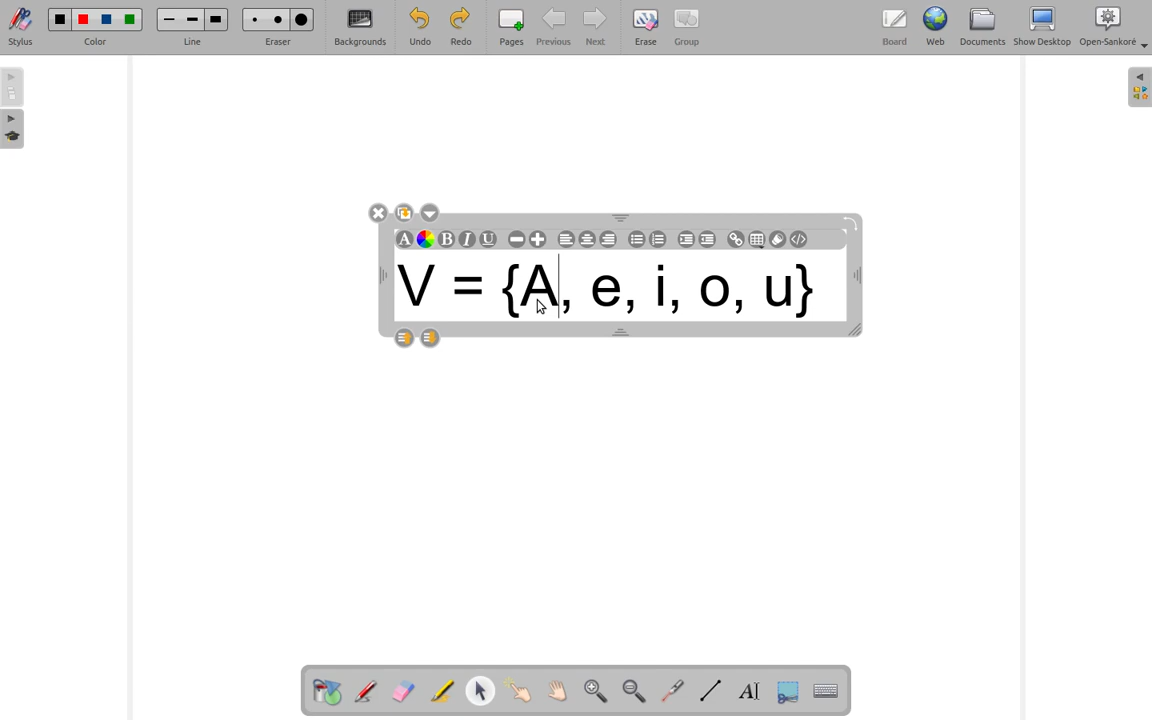 Stylus Color Line Eraser Backgrounds Undo Redo Pages Previous Next Erase Group Board Web Documents Show Desktop Open-Sankoré
A B I U
V = {A, e, i, o, u}
AI